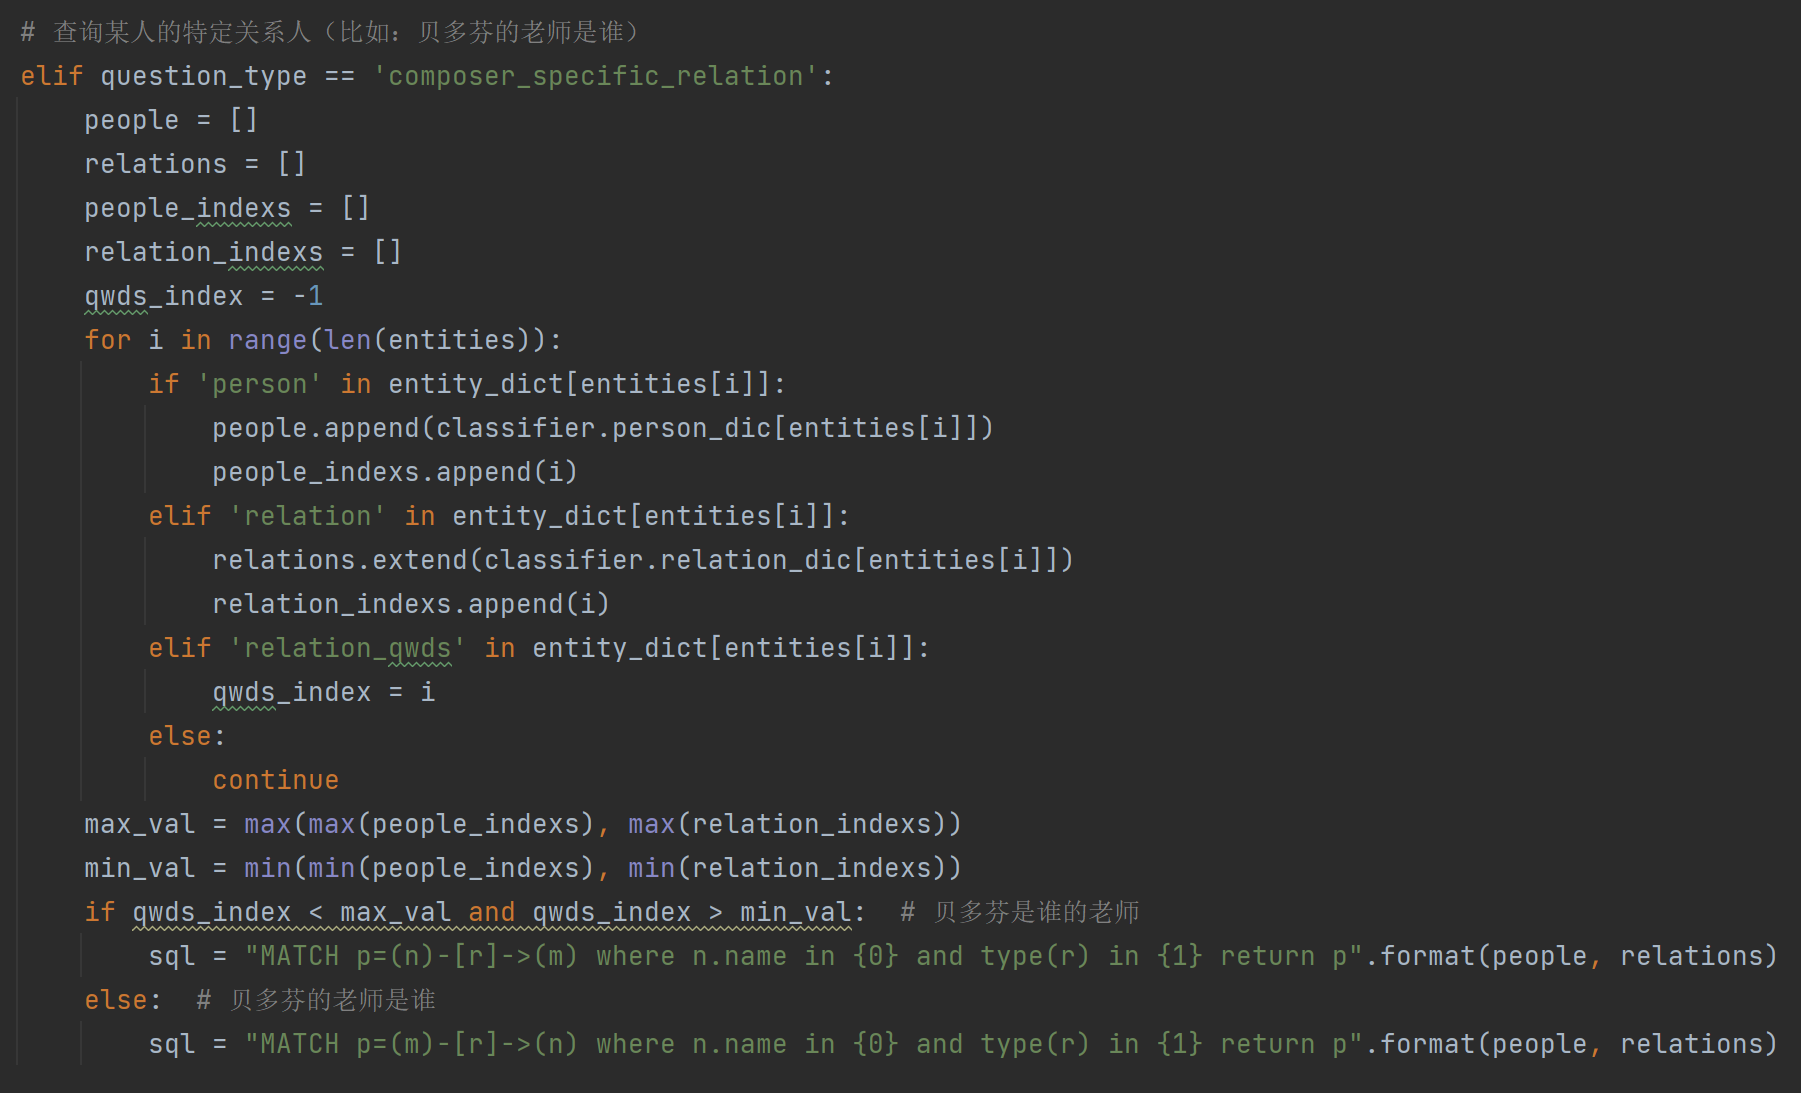 # 查询某人的特定关系人（比如：贝多芬的老师是谁）
elif question_type == 'composer_specific_relation':
    people = []
    relations = []
    people_indexs = []
    relation_indexs = []
    qwds_index = -1
    for i in range(len(entities)):
        if 'person' in entity_dict[entities[i]]:
            people.append(classifier.person_dic[entities[i]])
            people_indexs.append(i)
        elif 'relation' in entity_dict[entities[i]]:
            relations.extend(classifier.relation_dic[entities[i]])
            relation_indexs.append(i)
        elif 'relation_qwds' in entity_dict[entities[i]]:
            qwds_index = i
        else:
            continue
    max_val = max(max(people_indexs), max(relation_indexs))
    min_val = min(min(people_indexs), min(relation_indexs))
    if qwds_index < max_val and qwds_index > min_val:  # 贝多芬是谁的老师
        sql = "MATCH p=(n)-[r]->(m) where n.name in {0} and type(r) in {1} return p".format(people, relations)
    else:  # 贝多芬的老师是谁
        sql = "MATCH p=(m)-[r]->(n) where n.name in {0} and type(r) in {1} return p".format(people, relations)